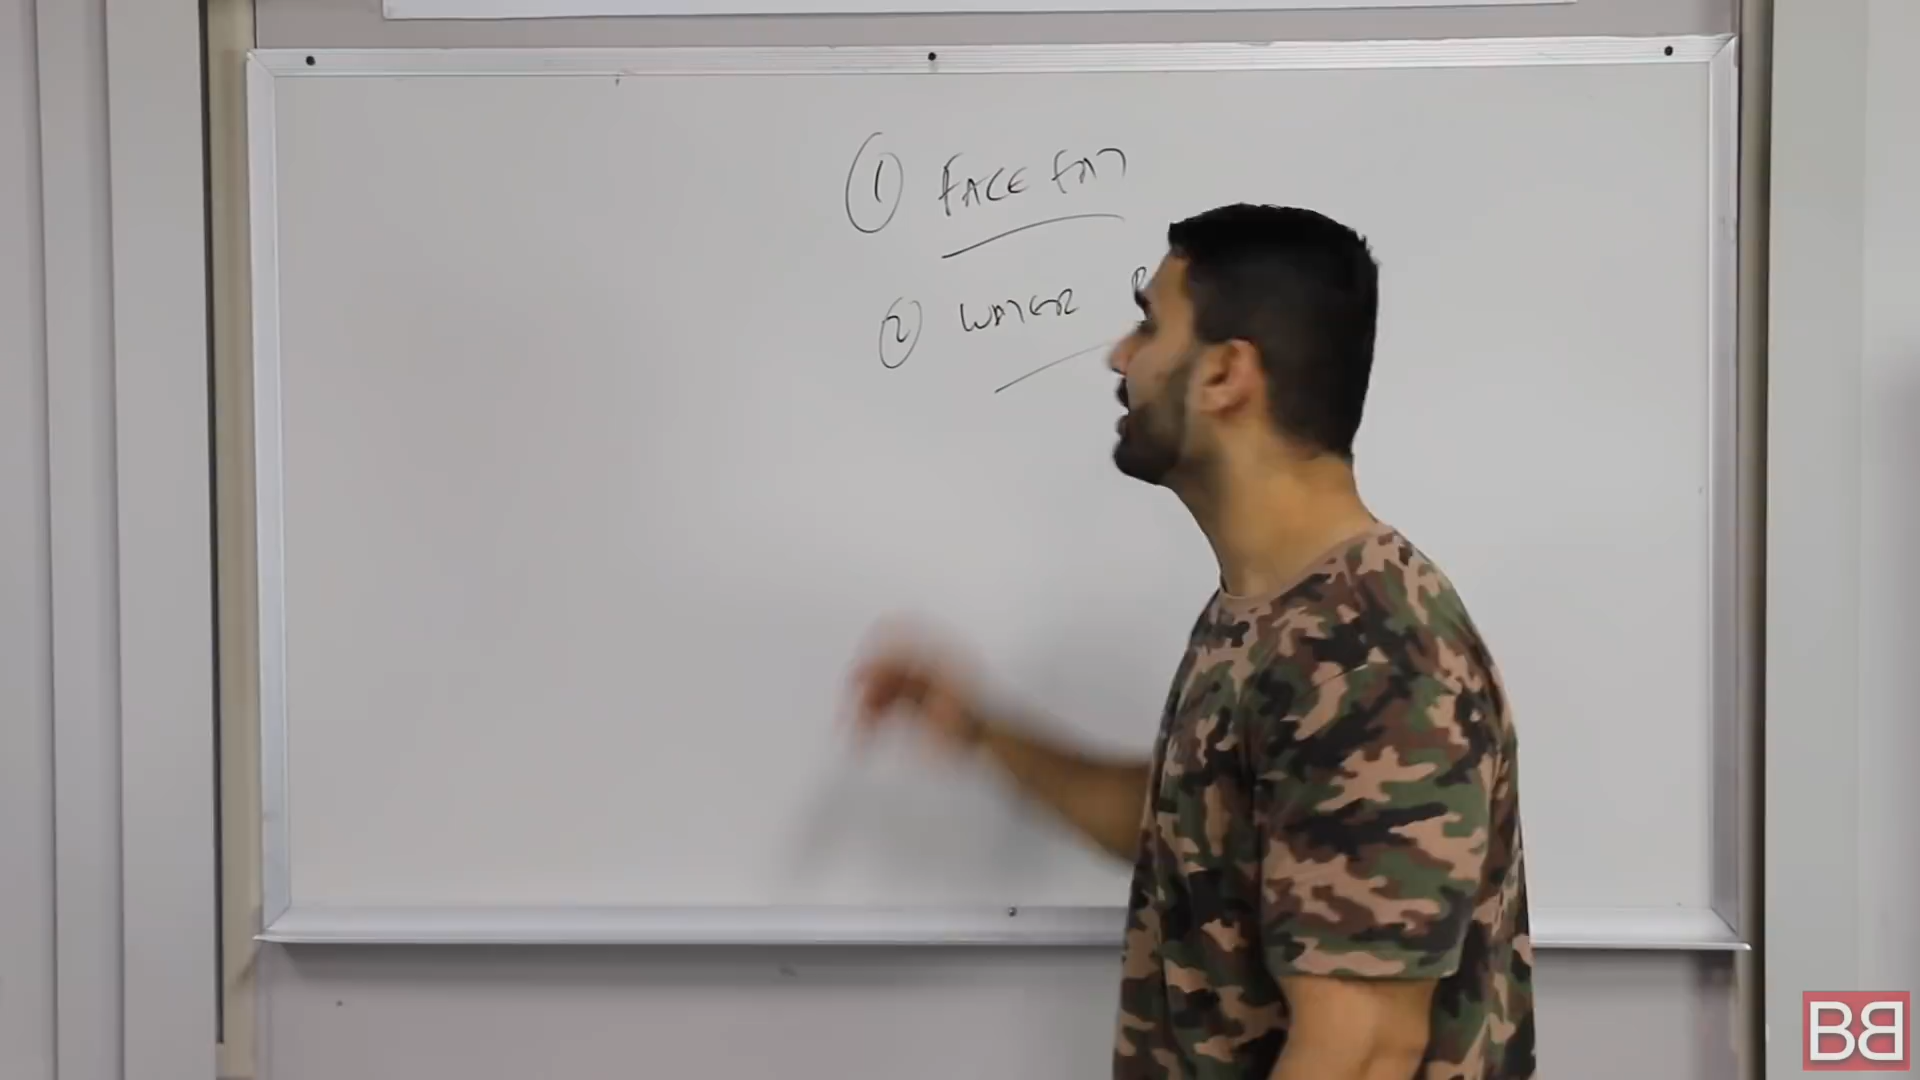 ① FACE FAT
② WATER
BB